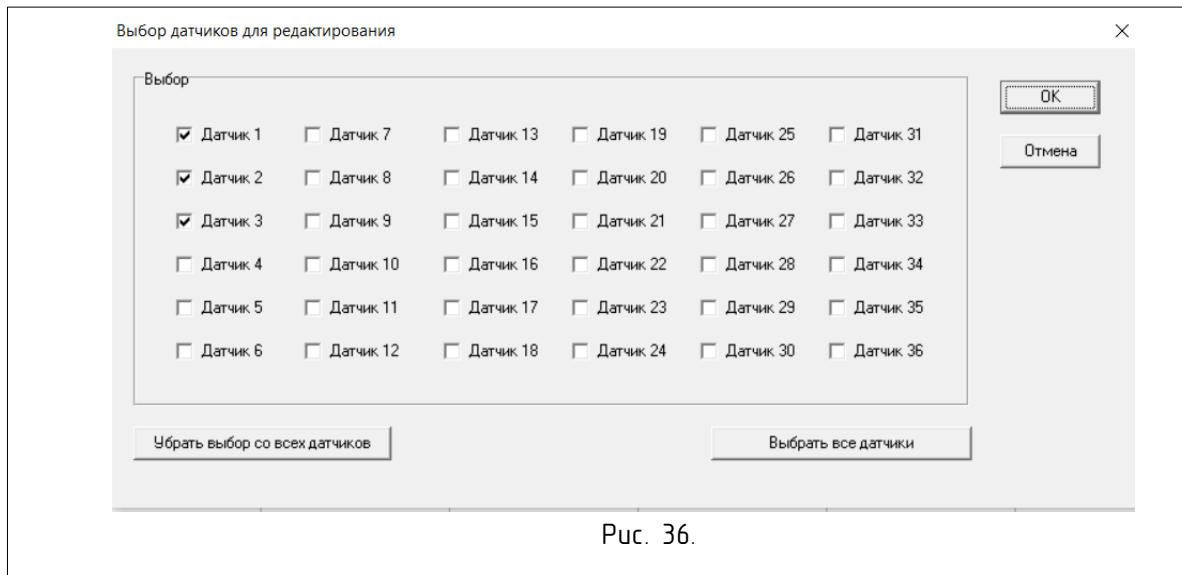 Выбор датчиков для редактирования
Выбор
OK
Датчик 1 Датчик 7 Датчик 13 Датчик 19 Датчик 25 Датчик 31
Отмена
Датчик 2 Датчик 8 Датчик 14 Датчик 20 Датчик 26 Датчик 32
Датчик 3 Датчик 9 Датчик 15 Датчик 21 Датчик 27 Датчик 33
Датчик 4 Датчик 10 Датчик 16 Датчик 22 Датчик 28 Датчик 34
Датчик 5 Датчик 11 Датчик 17 Датчик 23 Датчик 29 Датчик 35
Датчик 6 Датчик 12 Датчик 18 Датчик 24 Датчик 30 Датчик 36
Убрать выбор со всех датчиков Выбрать все датчики
Рис. 36.